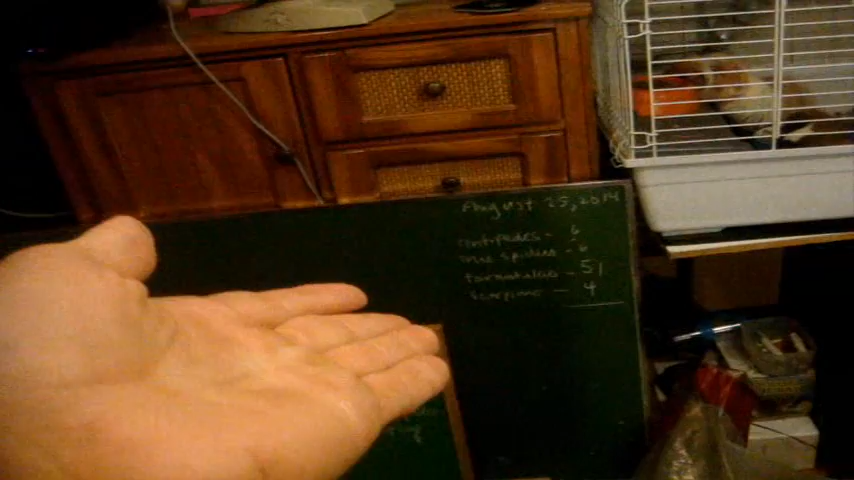 August 25, 2014
centipedes - 6
true spiders - 6
tarantulas - 51
scorpions - 4